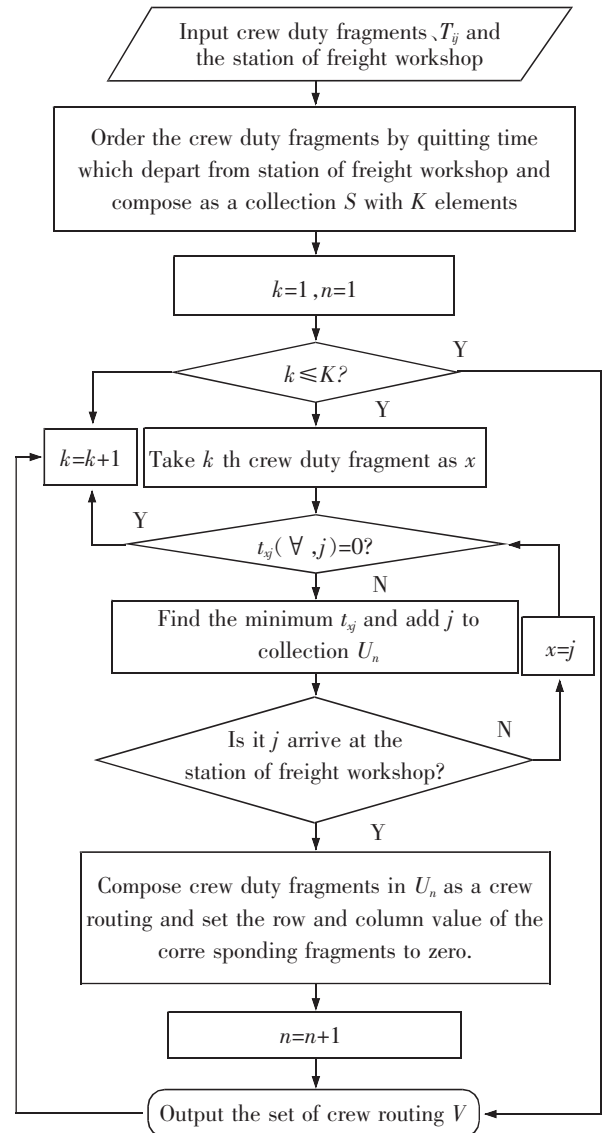 Input crew duty fragments、T_ij and
the station of freight workshop
Order the crew duty fragments by quitting time
which depart from station of freight workshop and
compose as a collection S with K elements
k=1,n=1
Y
k≤K?
Y
k=k+1
Take k th crew duty fragment as x
Y
t_xj(∀,j)=0?
N
Find the minimum t_xj and add j to
collection U_n
x=j
N
Is it j arrive at the
station of freight workshop?
Y
Compose crew duty fragments in U_n as a crew
routing and set the row and column value of the
corre sponding fragments to zero.
n=n+1
Output the set of crew routing V